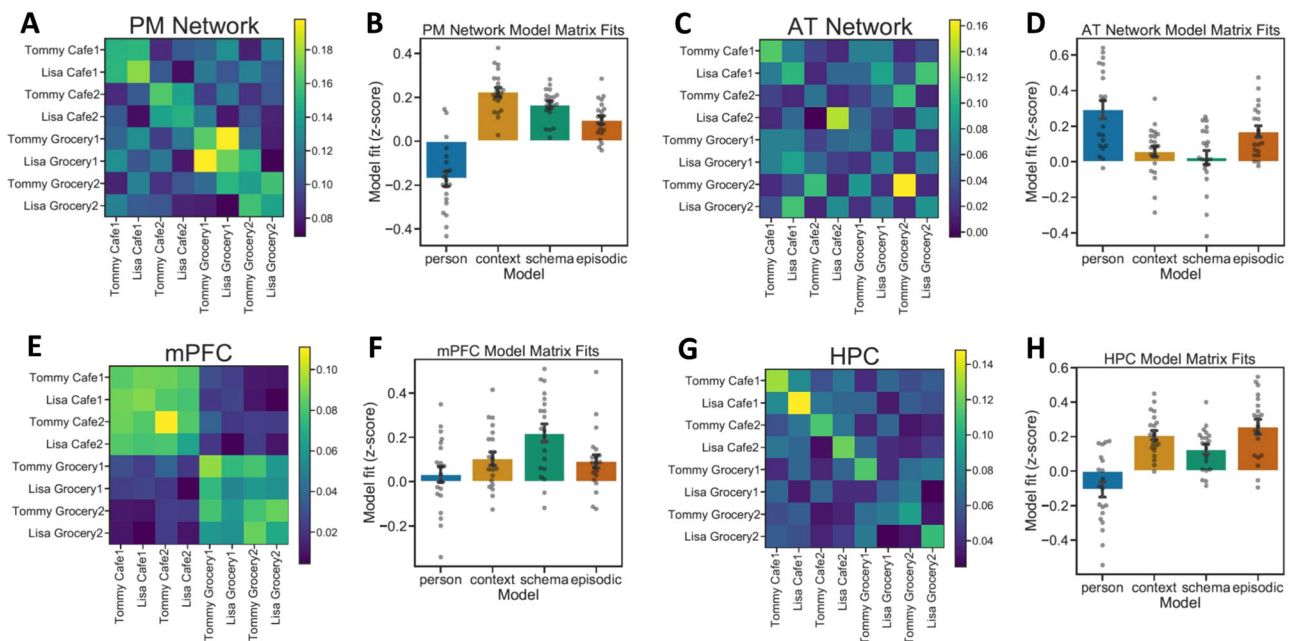 A
PM Network
Tommy Cafe1
Lisa Cafe1
Tommy Cafe2
Lisa Cafe2
Tommy Grocery1
Lisa Grocery1
Tommy Grocery2
Lisa Grocery2
Tommy Cafe1
Lisa Cafe1
Tommy Cafe2
Lisa Cafe2
Tommy Grocery1
Lisa Grocery1
Tommy Grocery2
Lisa Grocery2
0.18
0.16
0.14
0.12
0.10
0.08
B
PM Network Model Matrix Fits
Model fit (z-score)
0.4
0.2
0.0
−0.2
−0.4
person context schema episodic
Model
C
AT Network
Tommy Cafe1
Lisa Cafe1
Tommy Cafe2
Lisa Cafe2
Tommy Grocery1
Lisa Grocery1
Tommy Grocery2
Lisa Grocery2
Tommy Cafe1
Lisa Cafe1
Tommy Cafe2
Lisa Cafe2
Tommy Grocery1
Lisa Grocery1
Tommy Grocery2
Lisa Grocery2
0.16
0.14
0.12
0.10
0.08
0.06
0.04
0.02
0.00
D
AT Network Model Matrix Fits
Model fit (z-score)
0.6
0.4
0.2
0.0
−0.2
−0.4
person context schema episodic
Model
E
mPFC
Tommy Cafe1
Lisa Cafe1
Tommy Cafe2
Lisa Cafe2
Tommy Grocery1
Lisa Grocery1
Tommy Grocery2
Lisa Grocery2
Tommy Cafe1
Lisa Cafe1
Tommy Cafe2
Lisa Cafe2
Tommy Grocery1
Lisa Grocery1
Tommy Grocery2
Lisa Grocery2
0.10
0.08
0.06
0.04
0.02
F
mPFC Model Matrix Fits
Model fit (z-score)
0.4
0.2
0.0
−0.2
person context schema episodic
Model
G
HPC
Tommy Cafe1
Lisa Cafe1
Tommy Cafe2
Lisa Cafe2
Tommy Grocery1
Lisa Grocery1
Tommy Grocery2
Lisa Grocery2
Tommy Cafe1
Lisa Cafe1
Tommy Cafe2
Lisa Cafe2
Tommy Grocery1
Lisa Grocery1
Tommy Grocery2
Lisa Grocery2
0.14
0.12
0.10
0.08
0.06
0.04
H
HPC Model Matrix Fits
Model fit (z-score)
0.6
0.4
0.2
0.0
−0.2
−0.4
person context schema episodic
Model